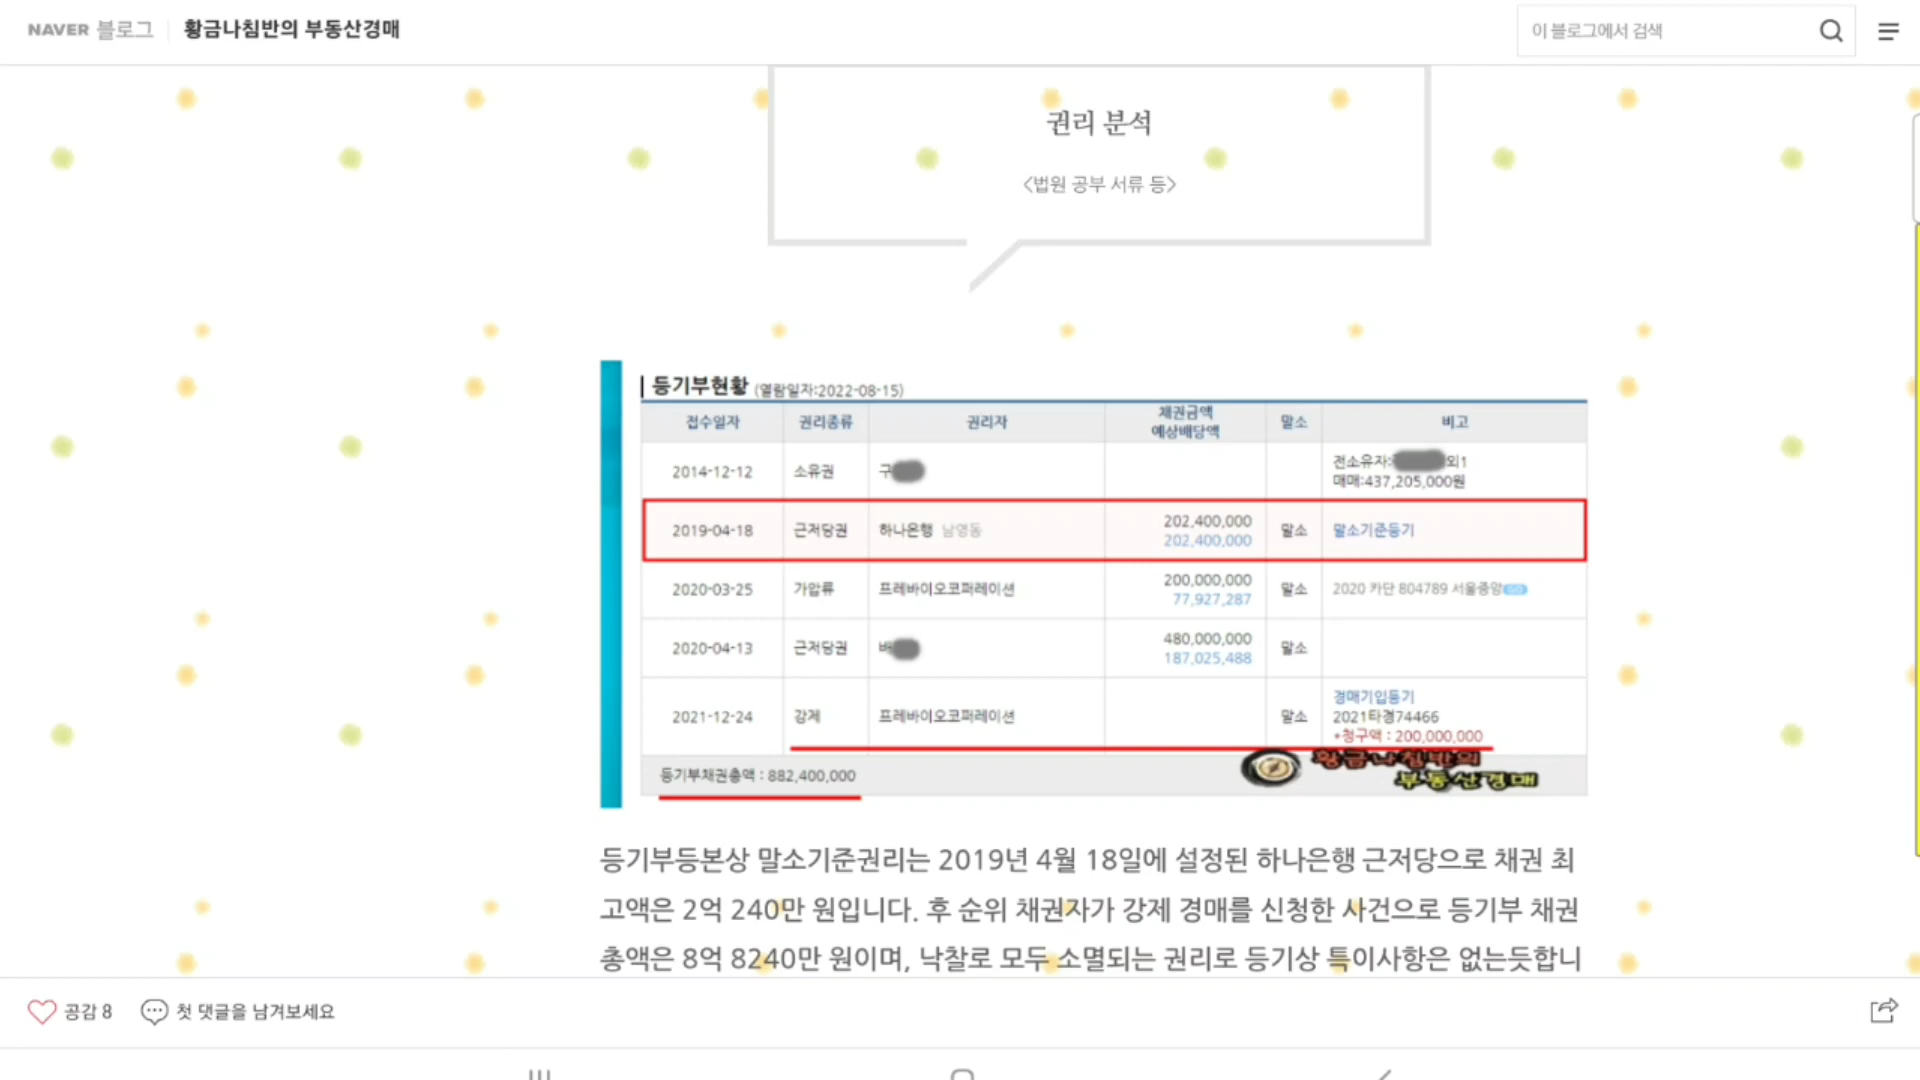 NAVER 블로그 황금나침반의 부동산경매
이 블로그에서 검색
권리 분석
<법원 공부 서류 등>
등기부현황 (열람일자:2022-08-15)
접수일자 권리종류 권리자 채권금액 예상배당액 말소 비고
2014-12-12 소유권 구 전소유자: 외1
매매:437,205,000원
2019-04-18 근저당권 하나은행 남영동 202,400,000 말소 말소기준등기
202,400,000
2020-03-25 가압류 프레바이오코퍼레이션 200,000,000 말소 2020 카단 804789 서울중앙
77,927,287
2020-04-13 근저당권 배 480,000,000 말소
187,025,488
2021-12-24 강제 프레바이오코퍼레이션 말소 경매기입등기
2021타경74466
+청구액 : 200,000,000
등기부채권총액 : 882,400,000
황금나침반의
부동산경매
등기부등본상 말소기준권리는 2019년 4월 18일에 설정된 하나은행 근저당으로 채권 최
고액은 2억 240만 원입니다. 후 순위 채권자가 강제 경매를 신청한 사건으로 등기부 채권
총액은 8억 8240만 원이며, 낙찰로 모두 소멸되는 권리로 등기상 특이사항은 없는듯합니
공감 8 첫 댓글을 남겨보세요